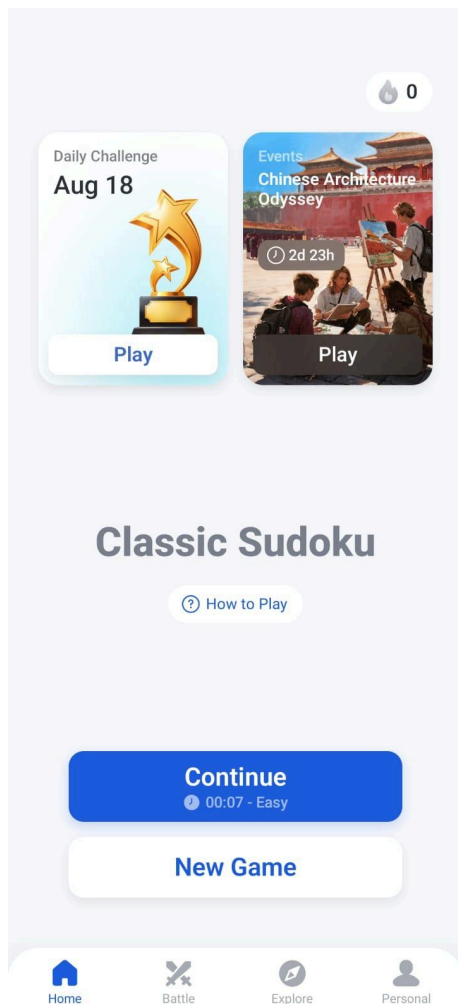 0
Daily Challenge
Aug 18
Play
Events
Chinese Architecture
Odyssey
2d 23h
Play
Classic Sudoku
? How to Play
Continue
00:07 - Easy
New Game
Home
Battle
Explore
Personal